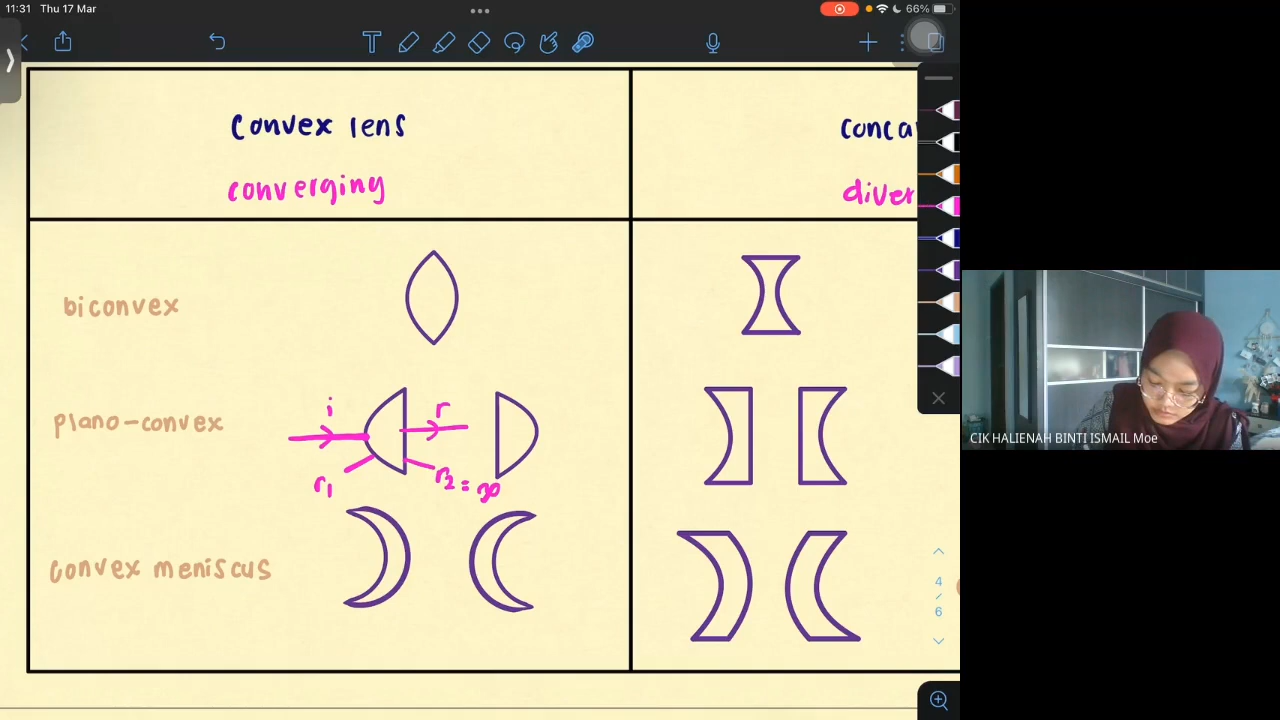 11:31 Thu 17 Mar
66%
convex lens
conca
converging
diver
biconvex
plano-convex
i
r
r1
r2 = ∞
convex meniscus
4
/
6
CIK HALIENAH BINTI ISMAIL Moe